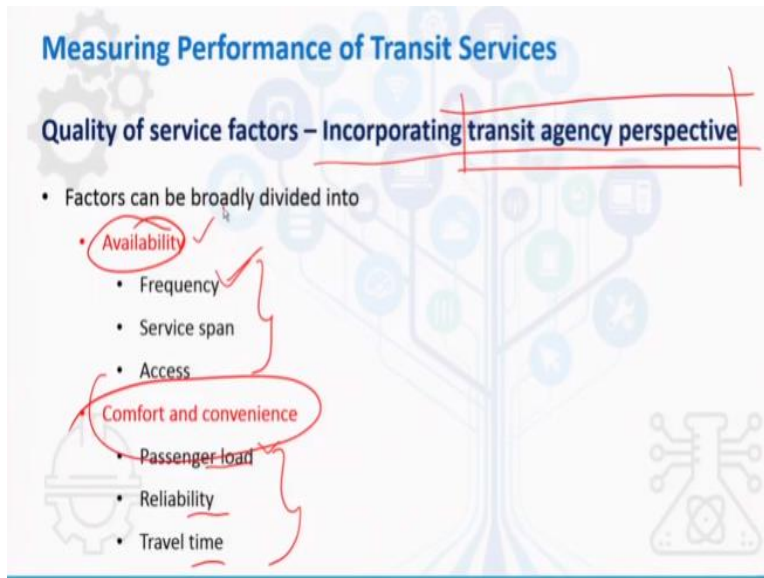 Measuring Performance of Transit Services
Quality of service factors – Incorporating transit agency perspective
• Factors can be broadly divided into
• Availability
• Frequency
• Service span
• Access
• Comfort and convenience
• Passenger load
• Reliability
• Travel time